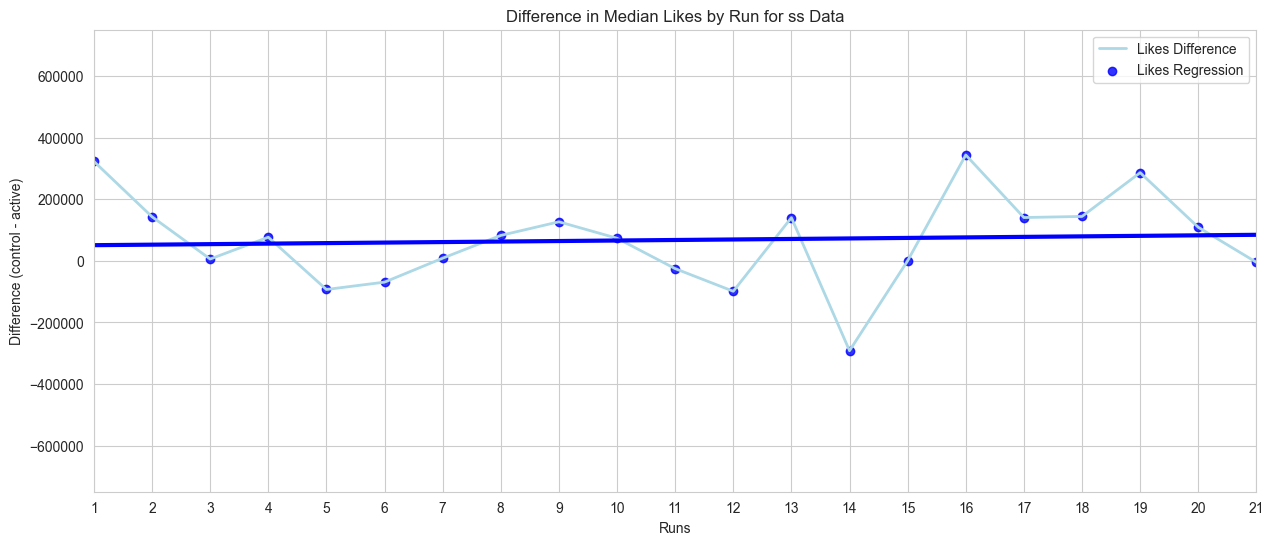 Difference in Median Likes by Run for ss Data
Likes Difference
Likes Regression
Difference (control - active)
600000
400000
200000
0
−200000
−400000
−600000
1 2 3 4 5 6 7 8 9 10 11 12 13 14 15 16 17 18 19 20 21
Runs